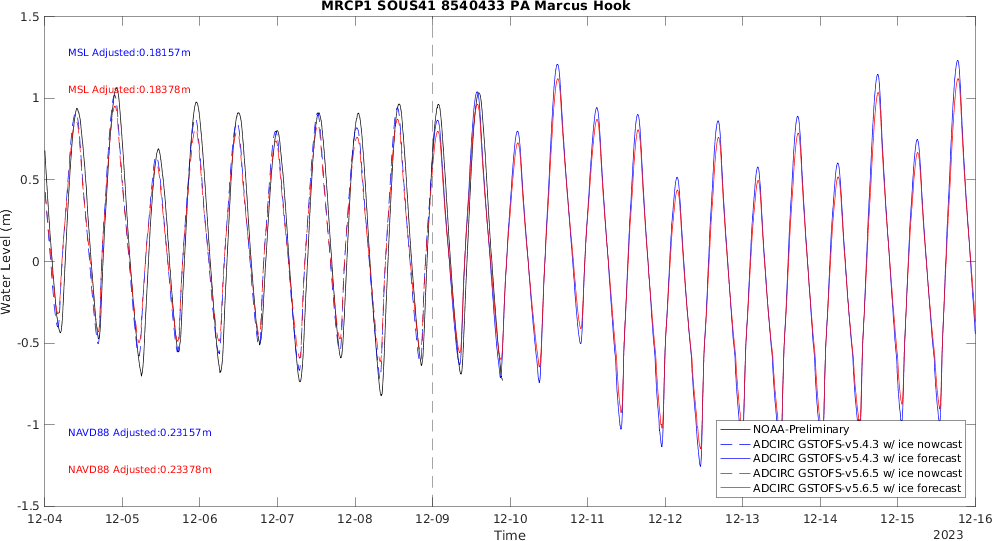 MRCP1 SOUS41 8540433 PA Marcus Hook
1.5
1
0.5
0
-0.5
-1
-1.5
Water Level (m)
MSL Adjusted:0.18157m
MSL Adjusted:0.18378m
NAVD88 Adjusted:0.23157m
NAVD88 Adjusted:0.23378m
NOAA-Preliminary
ADCIRC GSTOFS-v5.4.3 w/ ice nowcast
ADCIRC GSTOFS-v5.4.3 w/ ice forecast
ADCIRC GSTOFS-v5.6.5 w/ ice nowcast
ADCIRC GSTOFS-v5.6.5 w/ ice forecast
12-04 12-05 12-06 12-07 12-08 12-09 12-10 12-11 12-12 12-13 12-14 12-15 12-16
Time
2023